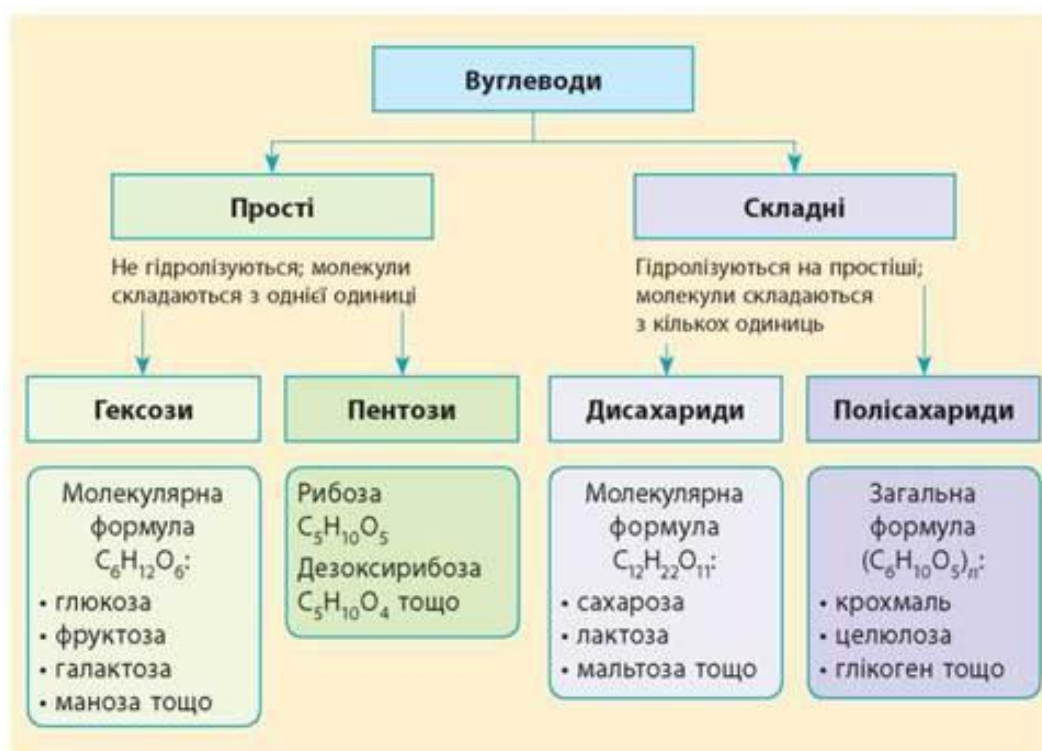 Вуглеводи
Прості
Складні
Не гідролізуються; молекули
складаються з однієї одиниці
Гідролізуються на простіші;
молекули складаються
з кількох одиниць
Гексози
Пентози
Дисахариди
Полісахариди
Молекулярна
формула
C₆H₁₂O₆:
• глюкоза
• фруктоза
• галактоза
• маноза тощо
Рибоза
C₅H₁₀O₅
Дезоксирибоза
C₅H₁₀O₄ тощо
Молекулярна
формула
C₁₂H₂₂O₁₁:
• сахароза
• лактоза
• мальтоза тощо
Загальна
формула
(C₆H₁₀O₅)ₙ:
• крохмаль
• целюлоза
• глікоген тощо